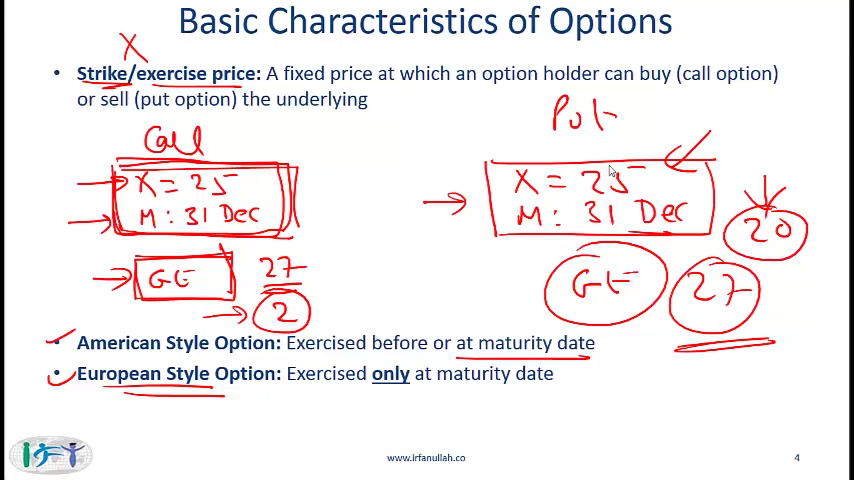 Basic Characteristics of Options
X
• Strike/exercise price: A fixed price at which an option holder can buy (call option)
or sell (put option) the underlying
Call
X = 25
M : 31 Dec
GE
27
2
Put
X = 25
M : 31 Dec
20
GE
27
• American Style Option: Exercised before or at maturity date
• European Style Option: Exercised only at maturity date
IFT
www.irfanullah.co
4